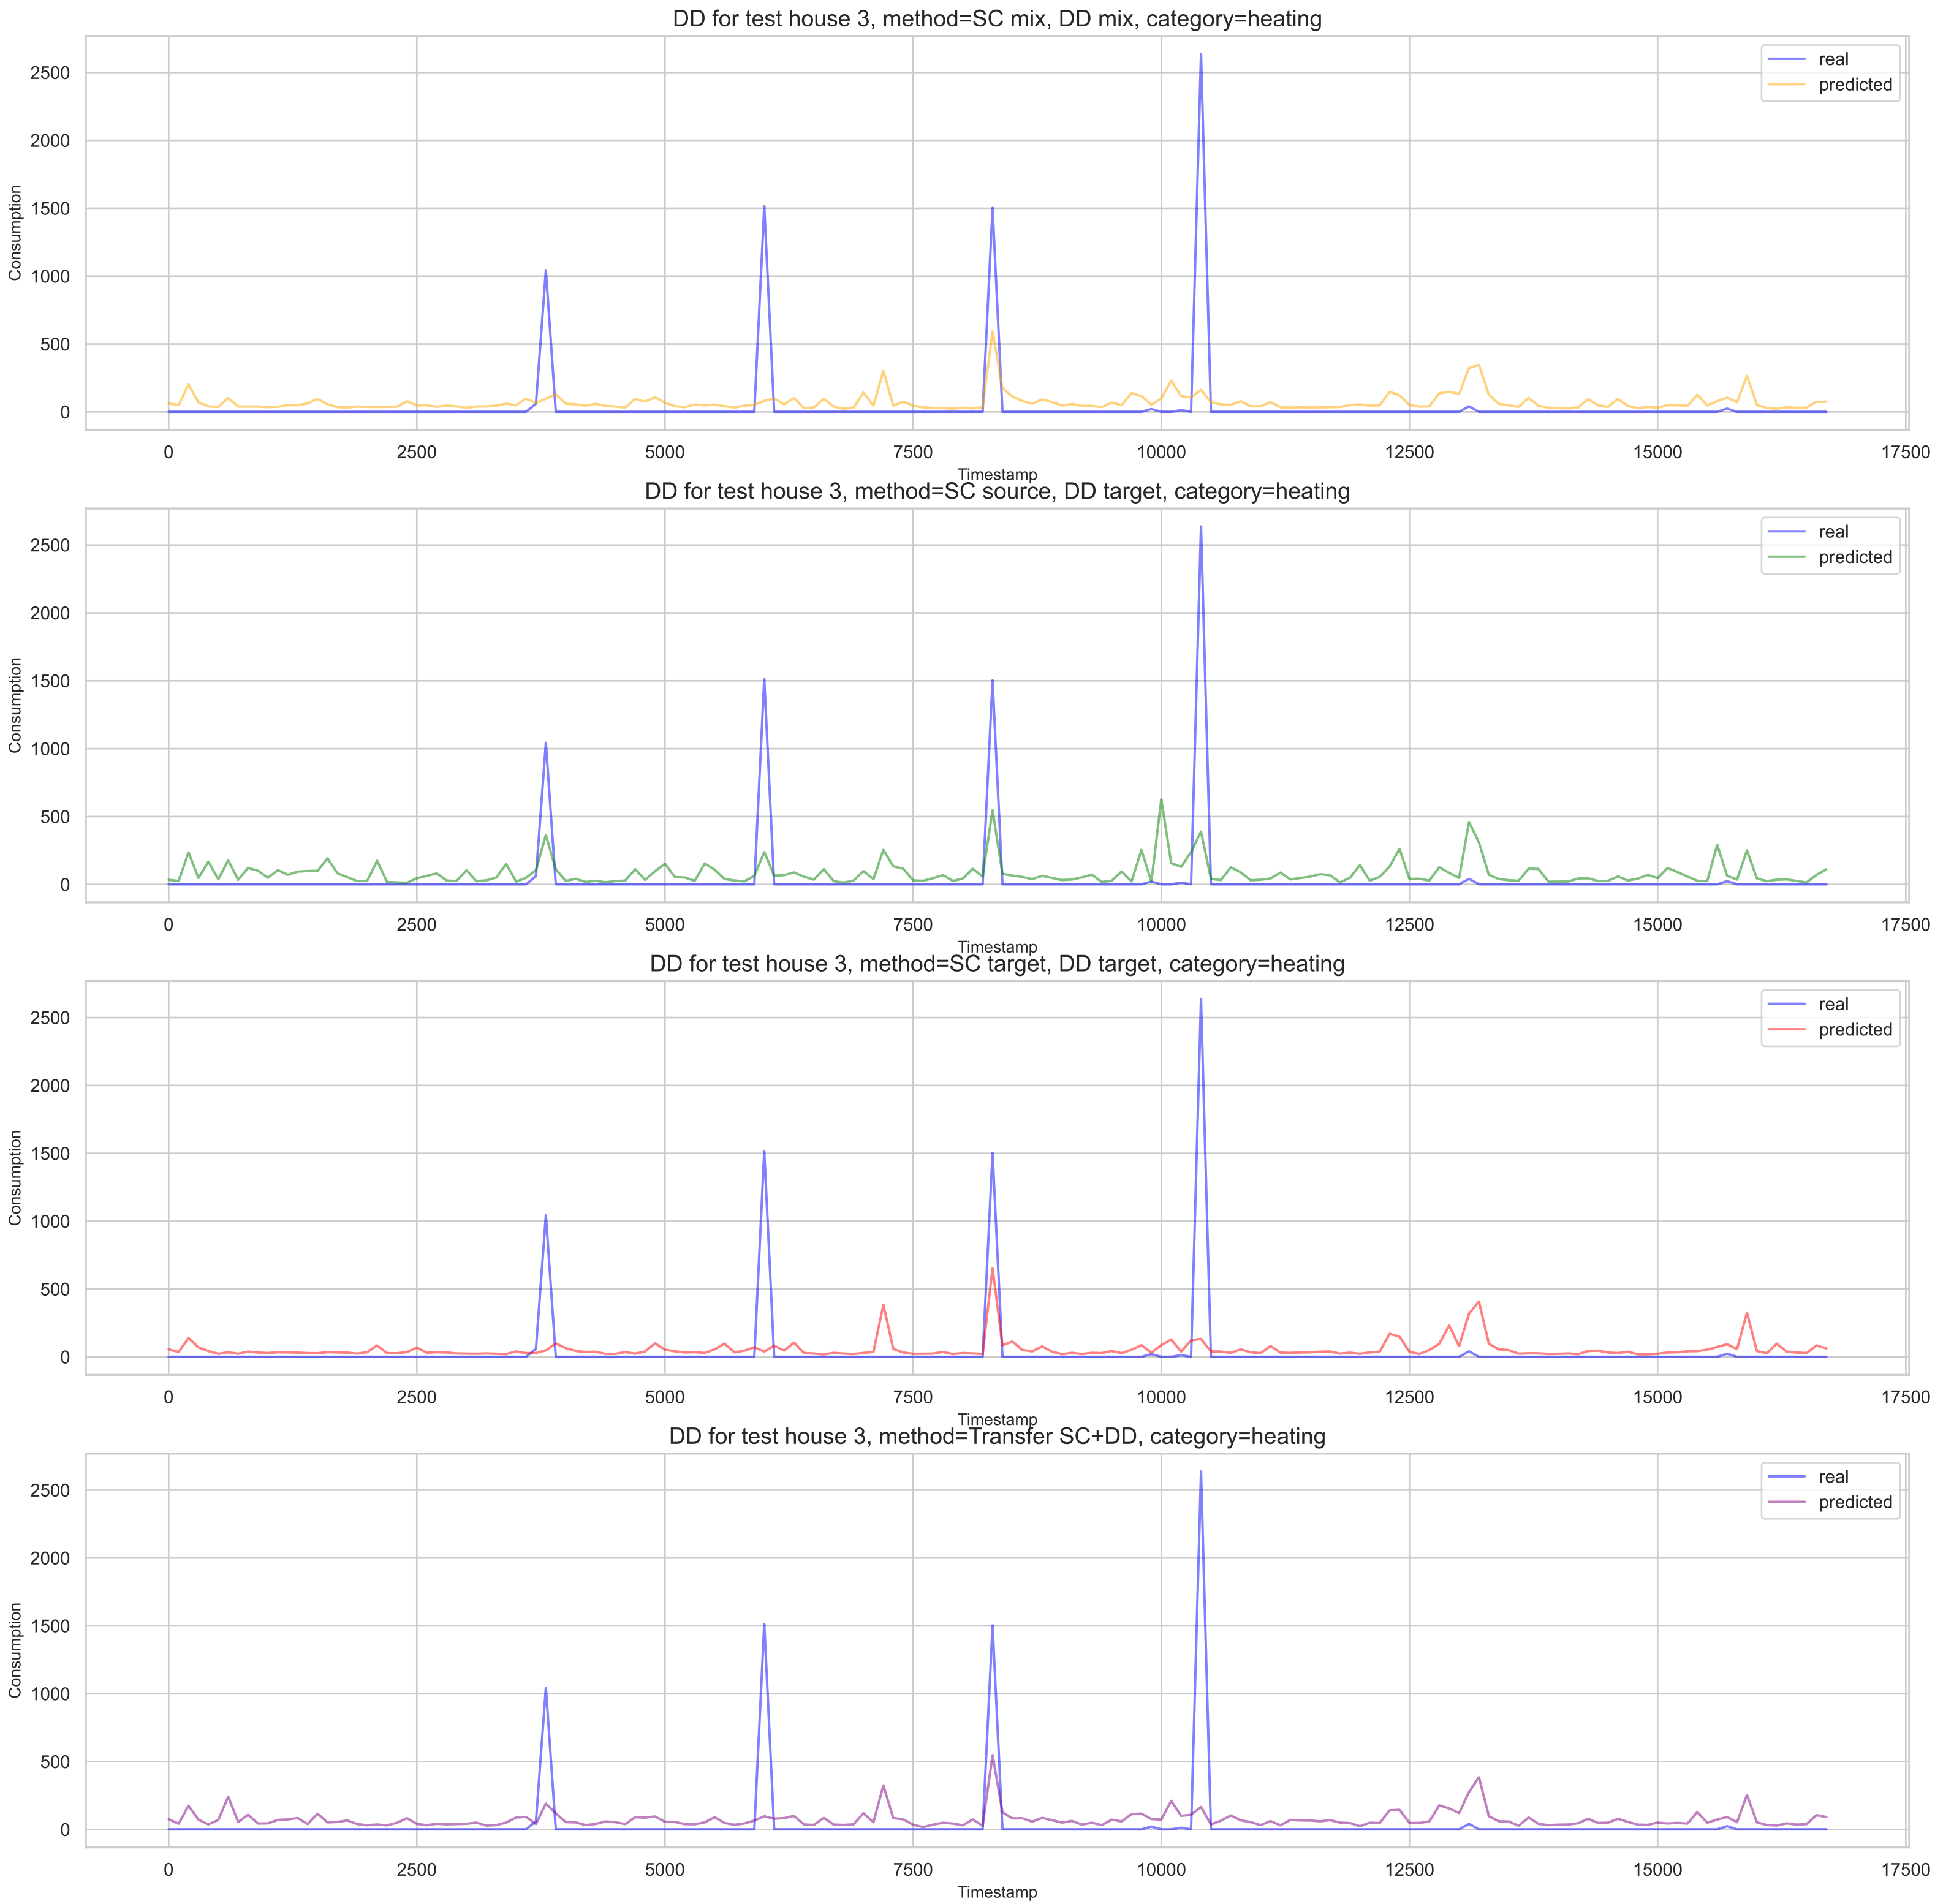 DD for test house 3, method=SC mix, DD mix, category=heating
real
predicted
2500
2000
1500
1000
500
0
Consumption
0 2500 5000 7500 10000 12500 15000 17500
Timestamp
DD for test house 3, method=SC source, DD target, category=heating
real
predicted
2500
2000
1500
1000
500
0
Consumption
0 2500 5000 7500 10000 12500 15000 17500
Timestamp
DD for test house 3, method=SC target, DD target, category=heating
real
predicted
2500
2000
1500
1000
500
0
Consumption
0 2500 5000 7500 10000 12500 15000 17500
Timestamp
DD for test house 3, method=Transfer SC+DD, category=heating
real
predicted
2500
2000
1500
1000
500
0
Consumption
0 2500 5000 7500 10000 12500 15000 17500
Timestamp